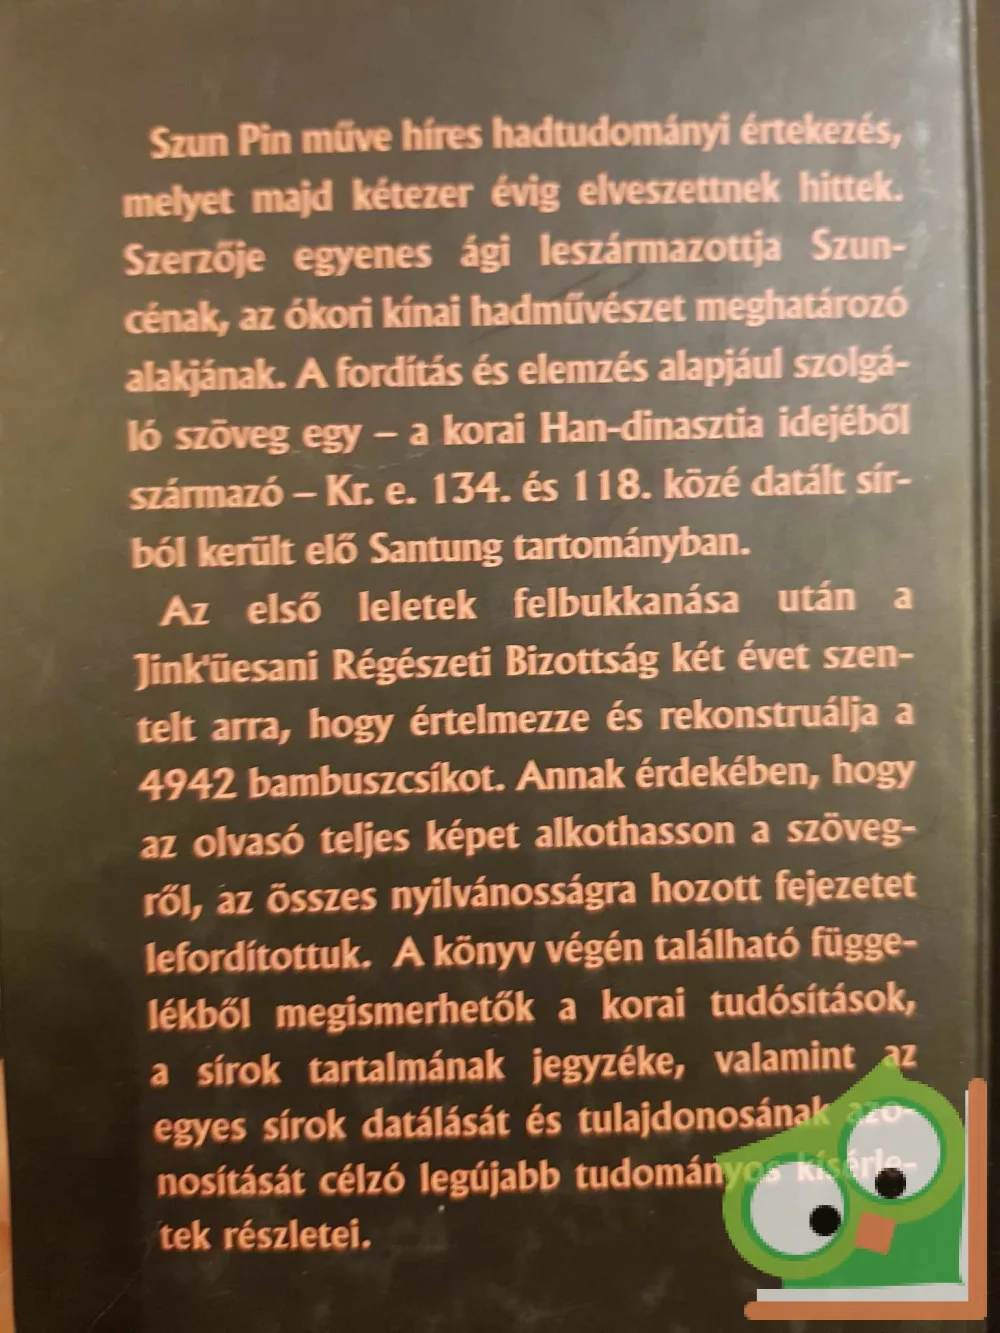 Szun Pin műve híres hadtudományi értekezés,
melyet majd kétezer évig elveszettnek hittek.
Szerzője egyenes ági leszármazottja Szun-
cénak, az ókori kínai hadművészet meghatározó
alakjának. A fordítás és elemzés alapjául szolgá-
ló szöveg egy – a korai Han-dinasztia idejéből
származó – Kr. e. 134. és 118. közé datált sír-
ból került elő Santung tartományban.
Az első leletek felbukkanása után a
Jink'üesani Régészeti Bizottság két évet szen-
telt arra, hogy értelmezze és rekonstruálja a
4942 bambuszcsíkot. Annak érdekében, hogy
az olvasó teljes képet alkothasson a szöveg-
ről, az összes nyilvánosságra hozott fejezetet
lefordítottuk. A könyv végén található függe-
lékből megismerhetők a korai tudósítások,
a sírok tartalmának jegyzéke, valamint az
egyes sírok datálását és tulajdonosának azo-
nosítását célzó legújabb tudományos kísérle-
tek részletei.